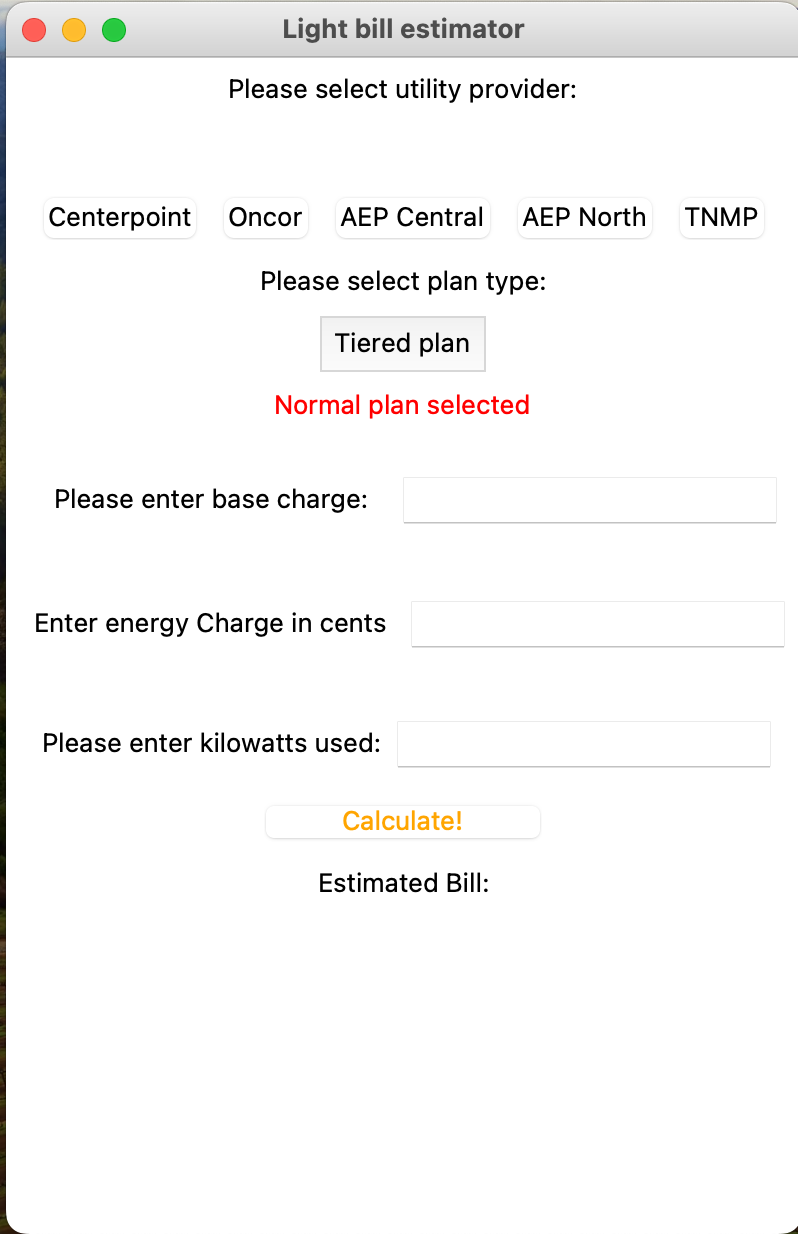 Light bill estimator
Please select utility provider:
Centerpoint Oncor AEP Central AEP North TNMP
Please select plan type:
Tiered plan
Normal plan selected
Please enter base charge:
Enter energy Charge in cents
Please enter kilowatts used:
Calculate!
Estimated Bill: